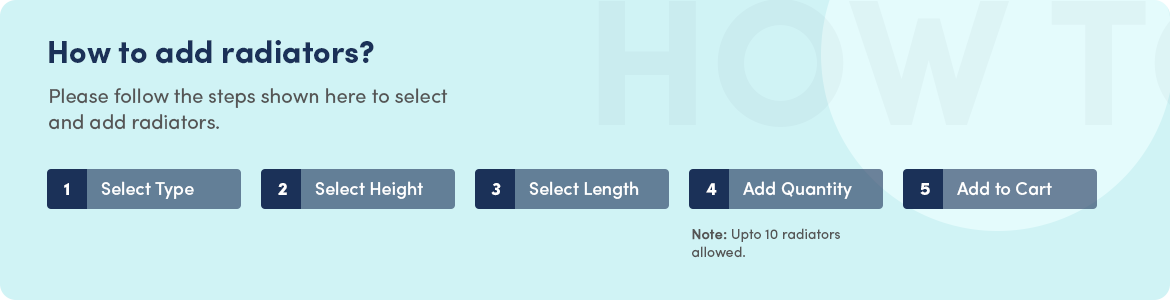 HOW TO
How to add radiators?
Please follow the steps shown here to select
and add radiators.
1 Select Type
2 Select Height
3 Select Length
4 Add Quantity
5 Add to Cart
Note: Upto 10 radiators
allowed.